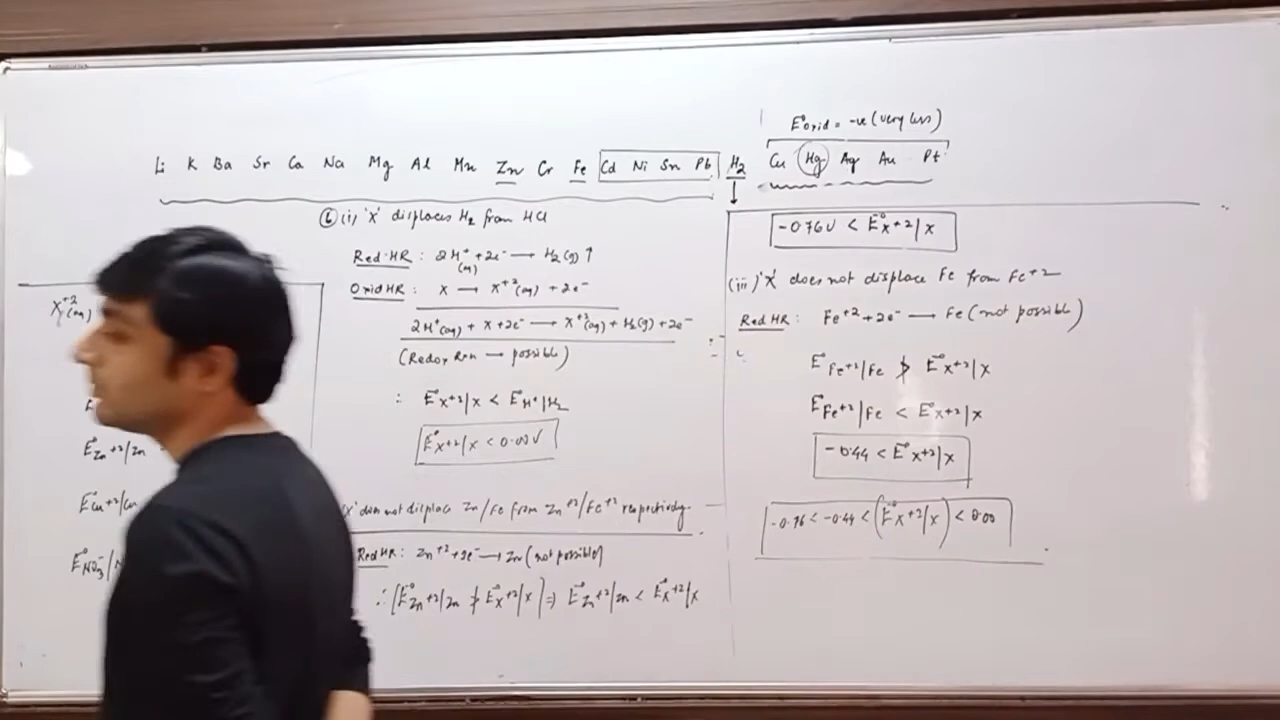 E°oxid = -ve (very less)
Li K Ba Sr Ca Na Mg Al Mn Zn Cr Fe Cd Ni Sn Pb H₂ Cu Hg Ag Au Pt
X⁺²(aq)
E°Zn⁺²/Zn
E°Cu⁺²/Cu
E°NO₃⁻/N
(i) 'X' displaces H₂ from HCl
Red·HR : 2H⁺(aq) + 2e⁻ → H₂(g) ↑
Oxid HR : X → X⁺²(aq) + 2e⁻
2H⁺(aq) + X + 2e⁻ → X⁺²(aq) + H₂(g) + 2e⁻
(Redox Rxn → possible)
∴ E°X⁺²/X < E°H⁺/H₂
E°X⁺²/X < 0.00V
'X' does not displace Zn/Fe from Zn⁺²/Fe⁺² respectively.
Red HR : Zn⁺² + 2e⁻ → Zn (not possible)
∴ [E°Zn⁺²/Zn ≯ E°X⁺²/X] ⇒ E°Zn⁺²/Zn < E°X⁺²/X
-0.76V < E°X⁺²/X
(iii) 'X' does not displace Fe from Fe⁺²
Red HR : Fe⁺² + 2e⁻ → Fe (not possible)
∴
E°Fe⁺²/Fe ≯ E°X⁺²/X
E°Fe⁺²/Fe < E°X⁺²/X
-0.44 < E°X⁺²/X
-0.76 < -0.44 < (E°X⁺²/X) < 0.00